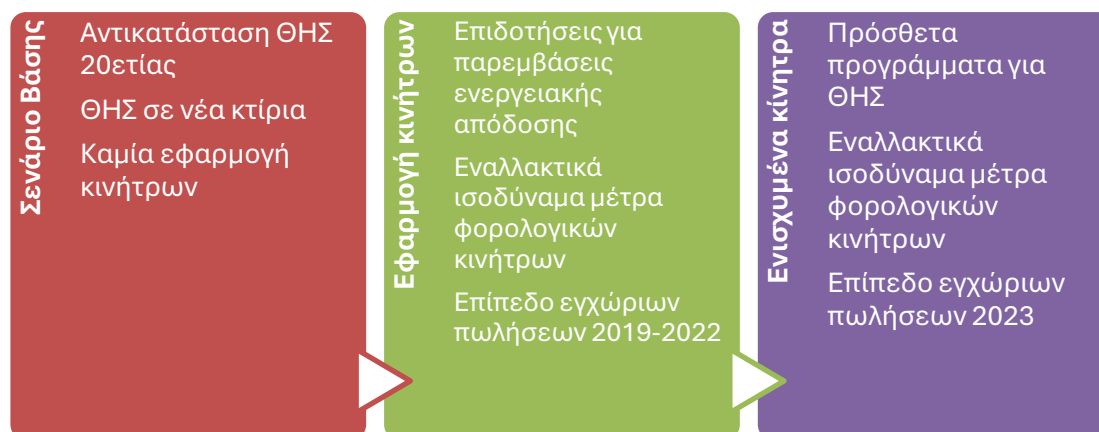 Σενάριο Βάσης
Αντικατάσταση ΘΗΣ
20ετίας
ΘΗΣ σε νέα κτίρια
Καμία εφαρμογή
κινήτρων
Εφαρμογή κινήτρων
Επιδοτήσεις για
παρεμβάσεις
ενεργειακής
απόδοσης
Εναλλακτικά
ισοδύναμα μέτρα
φορολογικών
κινήτρων
Επίπεδο εγχώριων
πωλήσεων 2019-2022
Ενισχυμένα κίνητρα
Πρόσθετα
προγράμματα για
ΘΗΣ
Εναλλακτικά
ισοδύναμα μέτρα
φορολογικών
κινήτρων
Επίπεδο εγχώριων
πωλήσεων 2023